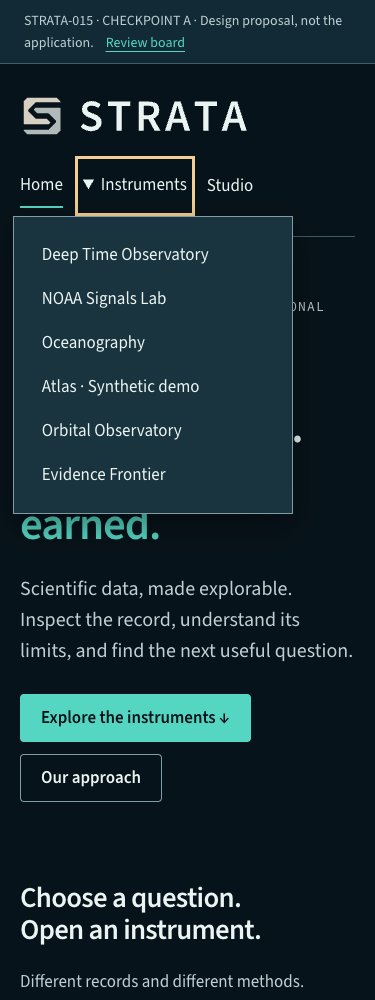 STRATA-015 · CHECKPOINT A · Design proposal, not the
application. Review board
STRATA
Home ▼ Instruments Studio
Deep Time Observatory
NOAA Signals Lab
ONAL
Oceanography
Atlas · Synthetic demo
Orbital Observatory
.
Evidence Frontier
earned.
Scientific data, made explorable.
Inspect the record, understand its
limits, and find the next useful question.
Explore the instruments ↓
Our approach
Choose a question.
Open an instrument.
Different records and different methods.